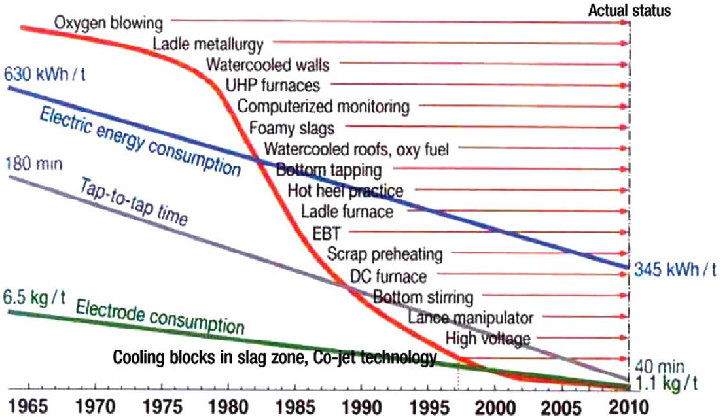 Actual status
Oxygen blowing
Ladle metallurgy
Watercooled walls
630 kWh / t
UHP furnaces
Computerized monitoring
Electric energy consumption
Foamy slags
Watercooled roofs, oxy fuel
180 min
Bottom tapping
Tap-to-tap time
Hot heel practice
Ladle furnace
EBT
Scrap preheating
345 kWh / t
DC furnace
6.5 kg / t
Electrode consumption
Bottom stirring
Lance manipulator
High voltage
Cooling blocks in slag zone, Co-jet technology
40 min
1.1 kg / t
1965 1970 1975 1980 1985 1990 1995 2000 2005 2010